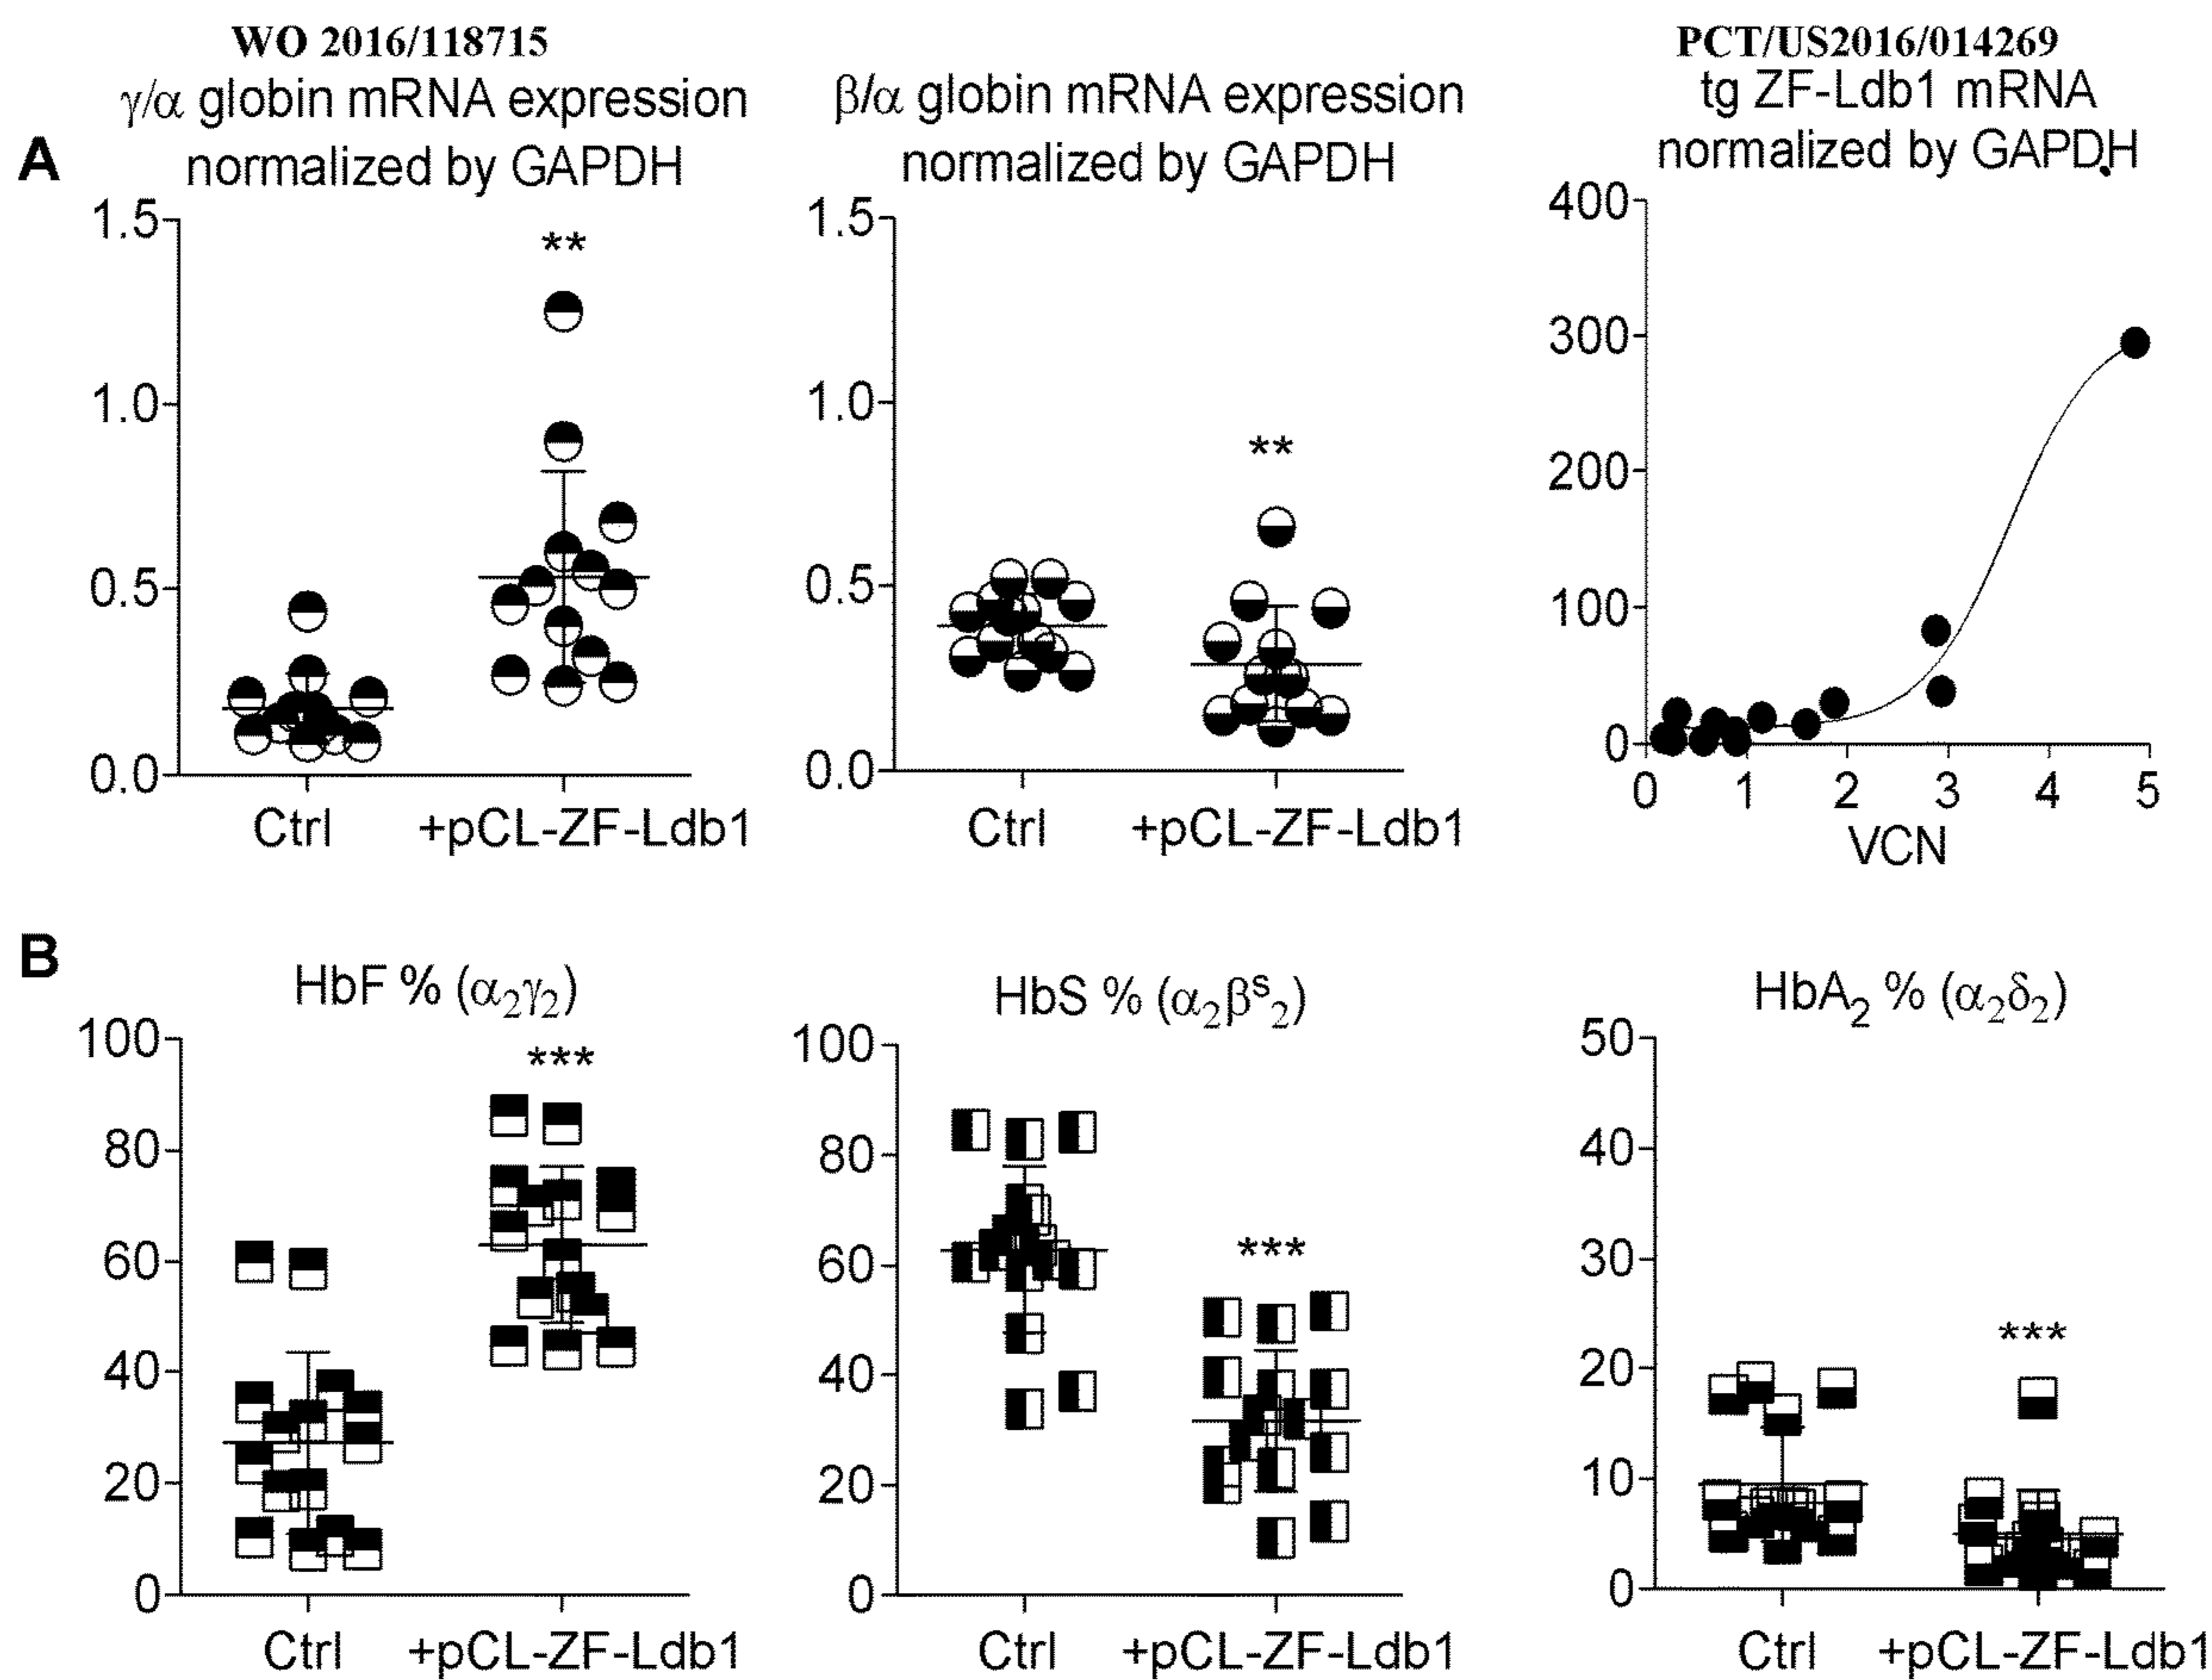 WO 2016/118715
PCT/US2016/014269
A
γ/α globin mRNA expression
normalized by GAPDH
1.5
1.0
0.5
0.0
**
Ctrl
+pCL-ZF-Ldb1
β/α globin mRNA expression
normalized by GAPDH
1.5
1.0
0.5
0.0
**
Ctrl
+pCL-ZF-Ldb1
tg ZF-Ldb1 mRNA
normalized by GAPDH
400
300
200
100
0
0 1 2 3 4 5
VCN
B
HbF % (α₂γ₂)
100
80
60
40
20
0
***
Ctrl
+pCL-ZF-Ldb1
HbS % (α₂βˢ₂)
100
80
60
40
20
0
***
Ctrl
+pCL-ZF-Ldb1
HbA₂ % (α₂δ₂)
50
40
30
20
10
0
***
Ctrl
+pCL-ZF-Ldb1